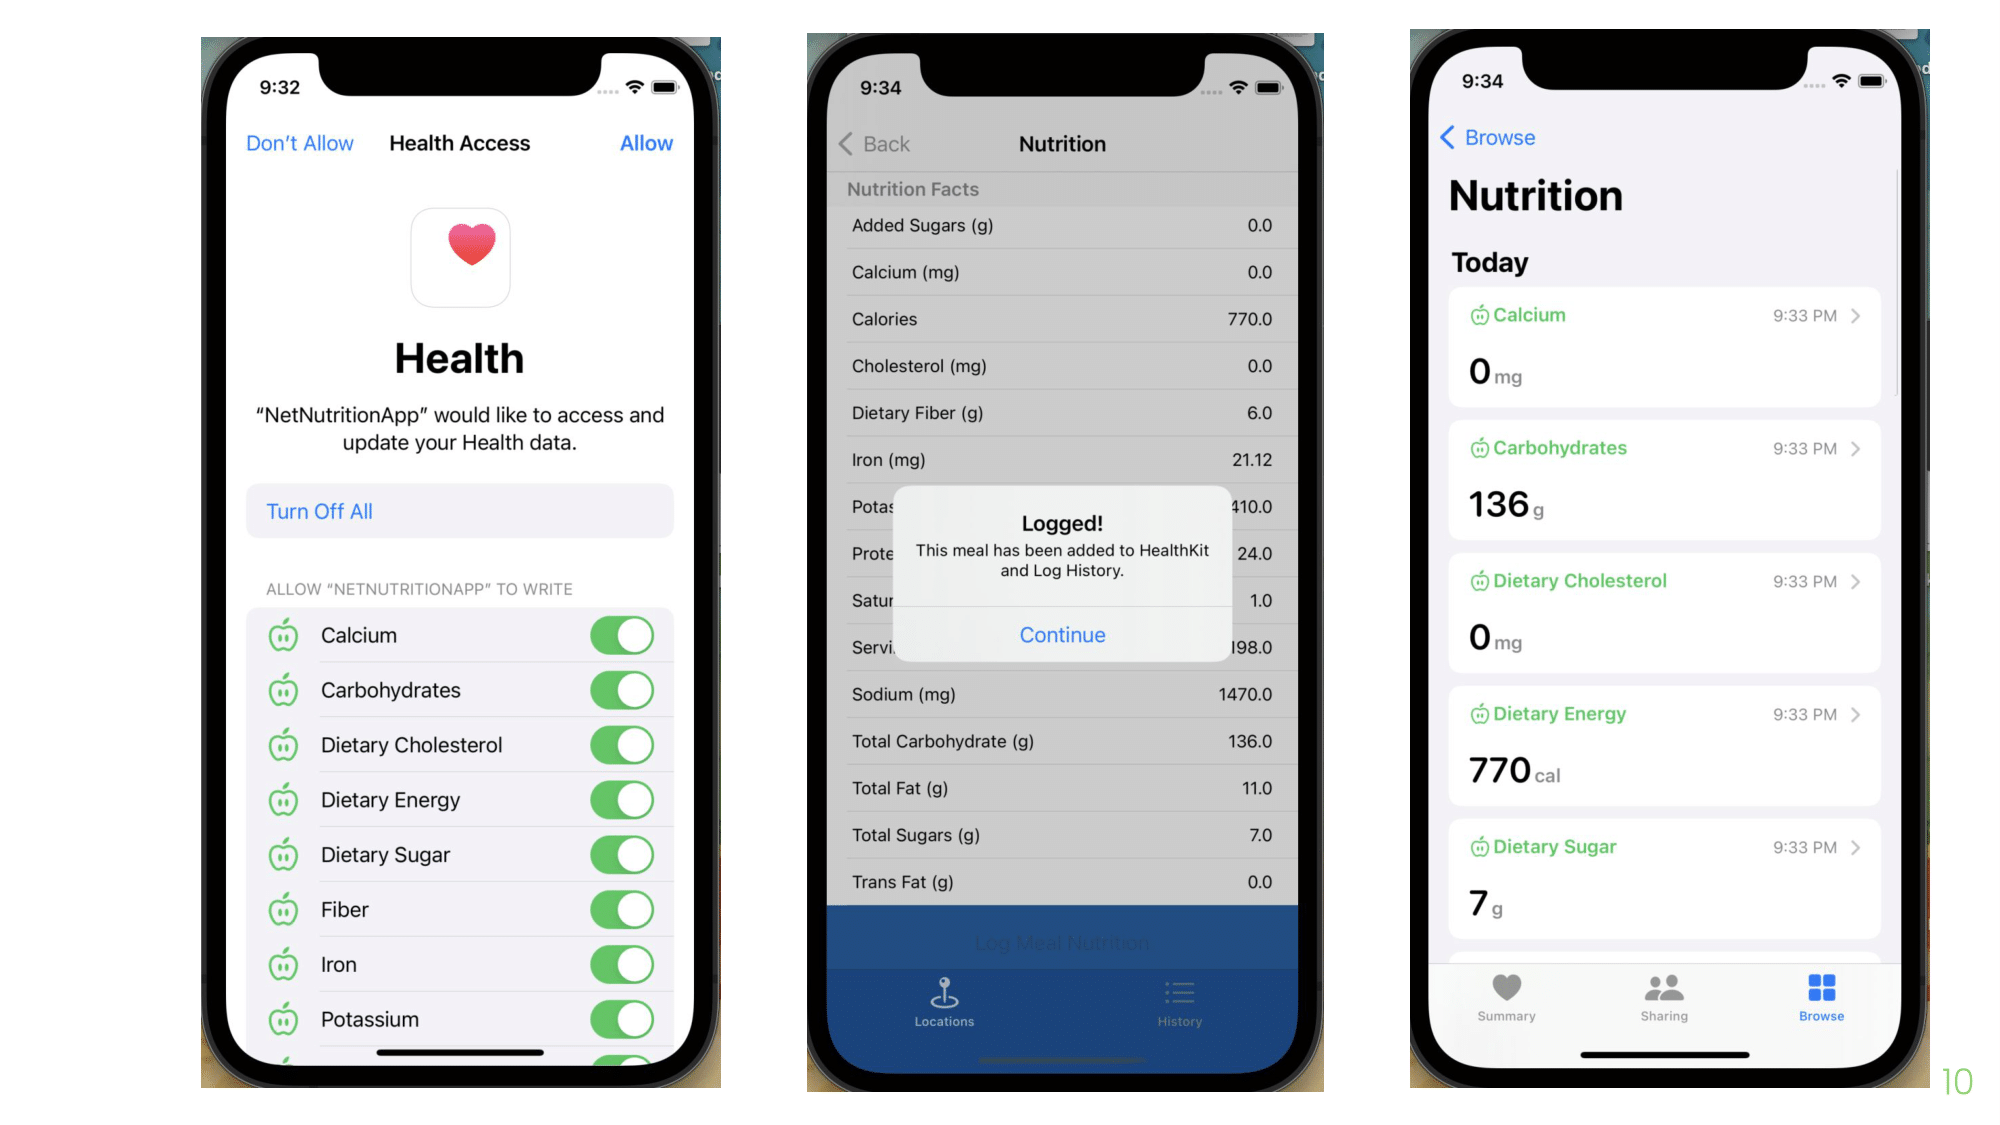 9:32
Don't Allow
Health Access
Allow
Health
“NetNutritionApp” would like to access and
update your Health data.
Turn Off All
ALLOW “NETNUTRITIONAPP” TO WRITE
Calcium
Carbohydrates
Dietary Cholesterol
Dietary Energy
Dietary Sugar
Fiber
Iron
Potassium
9:34
Back
Nutrition
Nutrition Facts
Added Sugars (g) 0.0
Calcium (mg) 0.0
Calories 770.0
Cholesterol (mg) 0.0
Dietary Fiber (g) 6.0
Iron (mg) 21.12
Potas 410.0
Prote 24.0
Satur 1.0
Servi 198.0
Logged!
This meal has been added to HealthKit
and Log History.
Continue
Sodium (mg) 1470.0
Total Carbohydrate (g) 136.0
Total Fat (g) 11.0
Total Sugars (g) 7.0
Trans Fat (g) 0.0
Log Meal Nutrition
Locations
History
9:34
Browse
Nutrition
Today
Calcium 9:33 PM
0 mg
Carbohydrates 9:33 PM
136 g
Dietary Cholesterol 9:33 PM
0 mg
Dietary Energy 9:33 PM
770 cal
Dietary Sugar 9:33 PM
7 g
Summary
Sharing
Browse
10